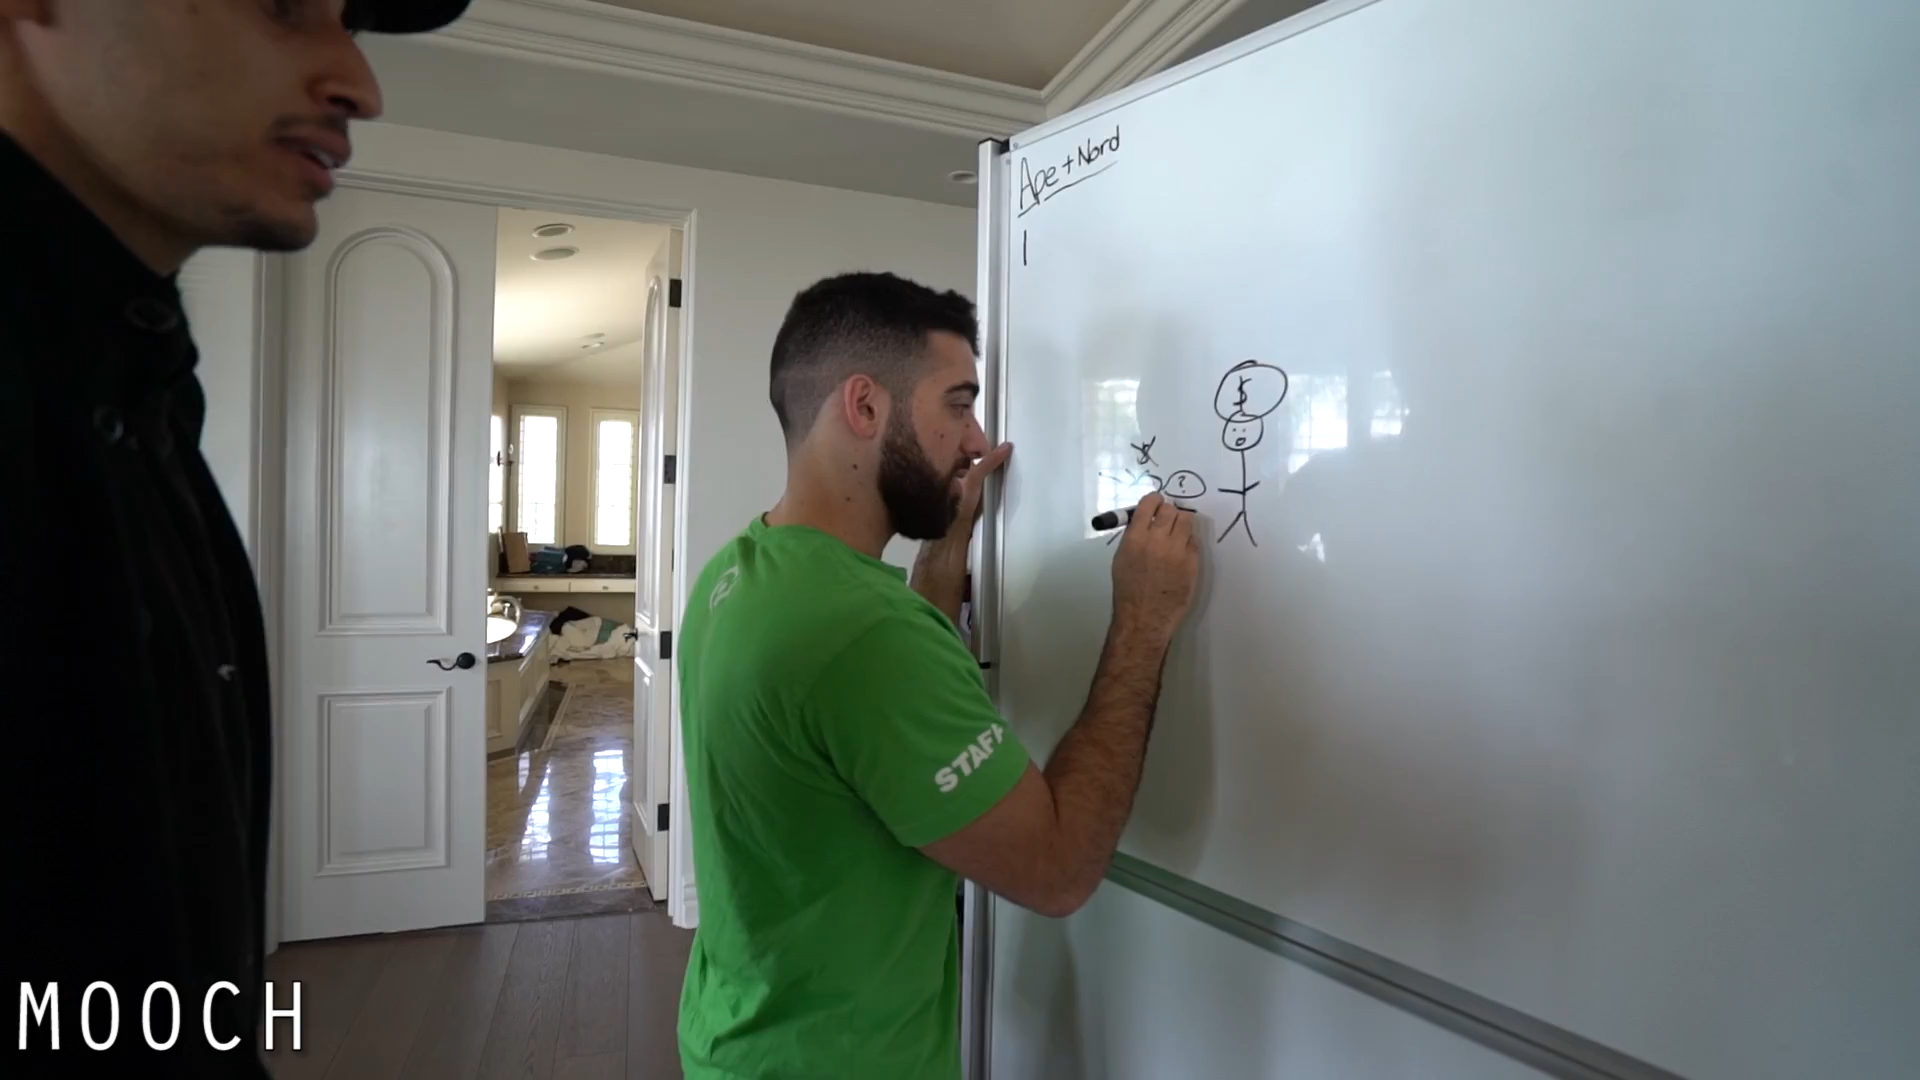 Ape + Nord
1
$
?
STAFF
MOOCH